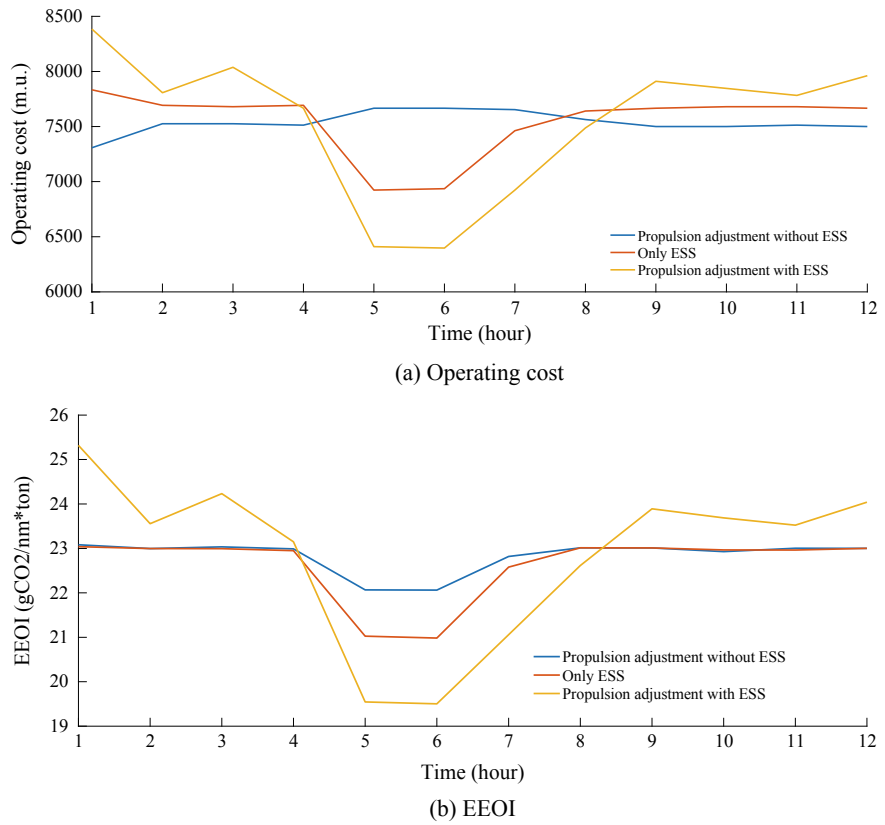 8500
8000
7500
7000
6500
6000
Operating cost (m.u.)
Propulsion adjustment without ESS
Only ESS
Propulsion adjustment with ESS
1 2 3 4 5 6 7 8 9 10 11 12
Time (hour)
(a) Operating cost
26
25
24
23
22
21
20
19
EEOI (gCO2/nm*ton)
Propulsion adjustment without ESS
Only ESS
Propulsion adjustment with ESS
1 2 3 4 5 6 7 8 9 10 11 12
Time (hour)
(b) EEOI